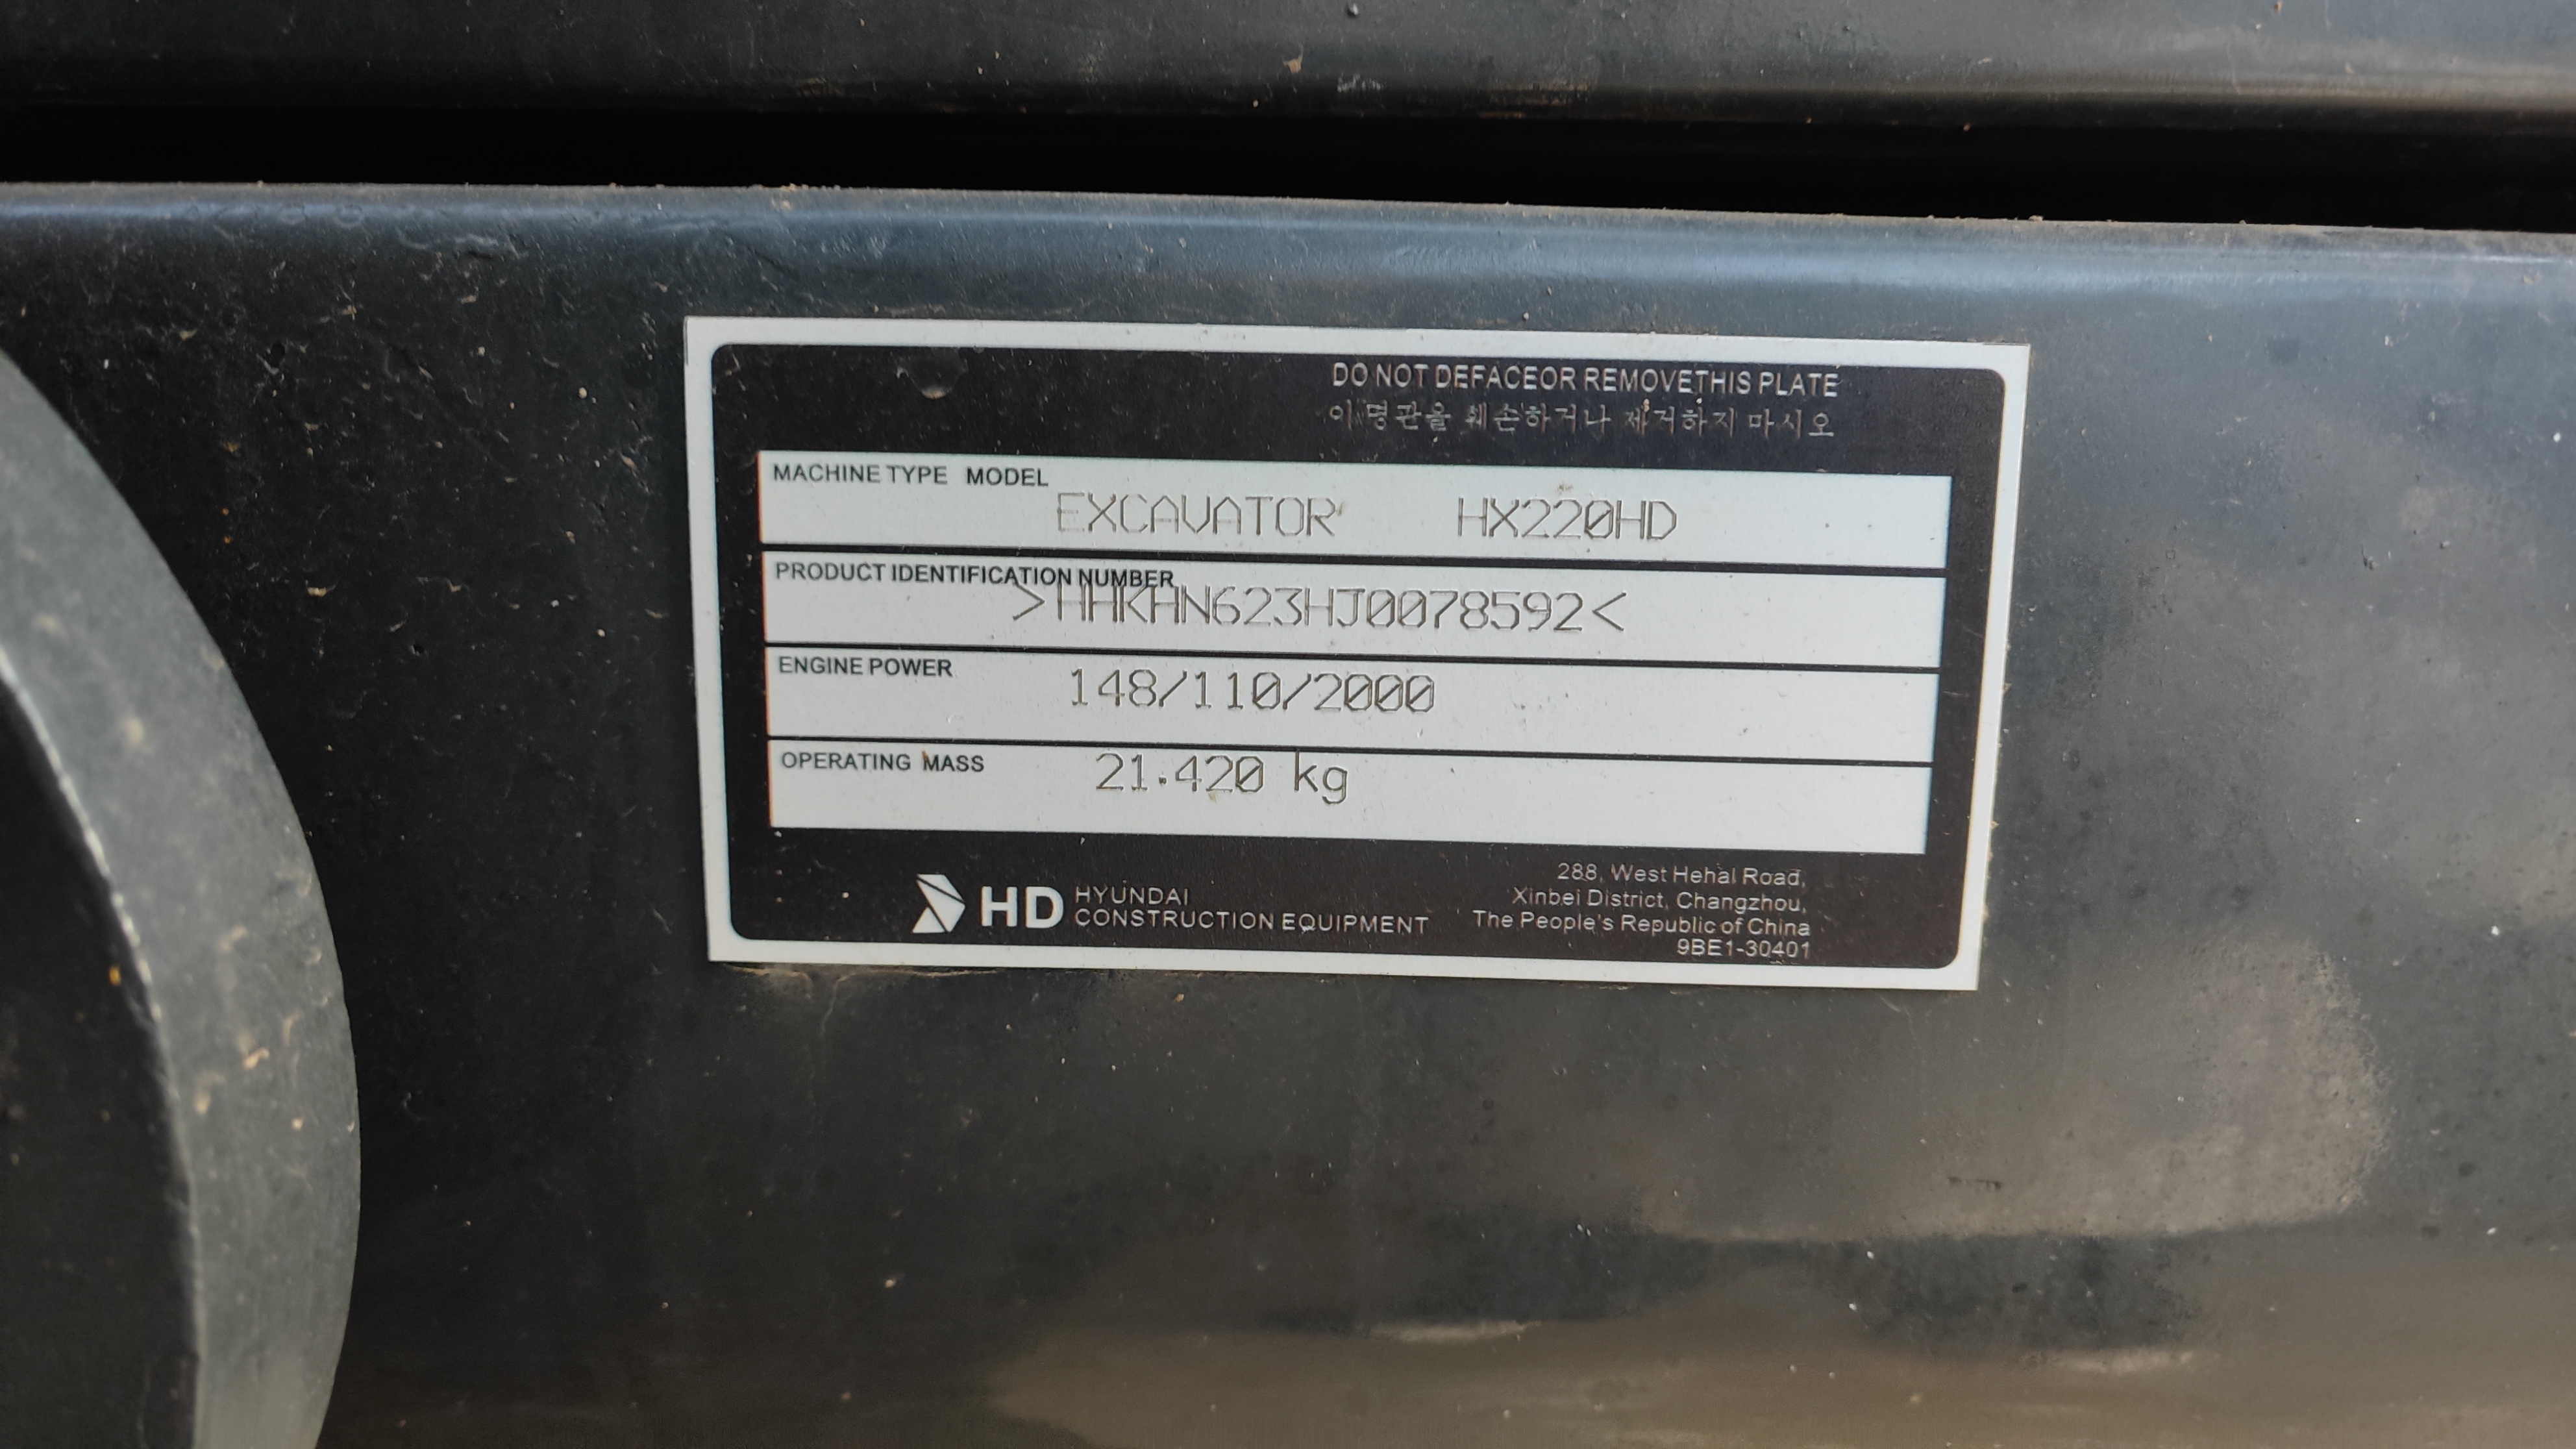 DO NOT DEFACEOR REMOVETHIS PLATE
이 명판을 훼손하거나 제거하지 마시오
MACHINE TYPE MODEL
EXCAVATOR HX220HD
PRODUCT IDENTIFICATION NUMBER
>HHKHN623HJ0078592<
ENGINE POWER
148/110/2000
OPERATING MASS
21.420 kg
HD HYUNDAI
CONSTRUCTION EQUIPMENT
288, West Hehai Road,
Xinbei District, Changzhou,
The People's Republic of China
9BE1-30401